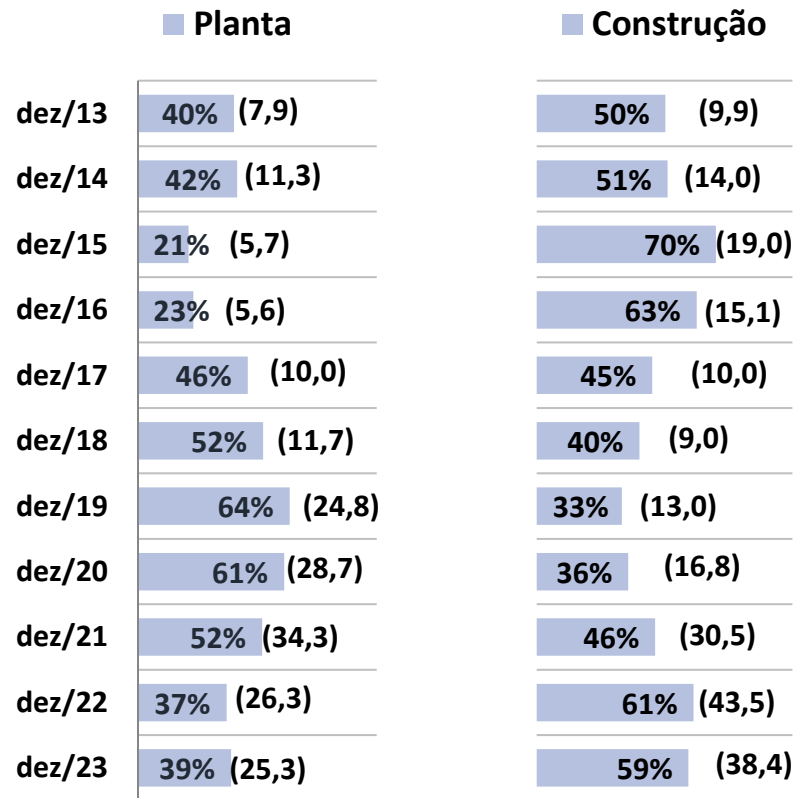 Planta Construção
dez/13 40% (7,9) 50% (9,9)
dez/14 42% (11,3) 51% (14,0)
dez/15 21% (5,7) 70% (19,0)
dez/16 23% (5,6) 63% (15,1)
dez/17 46% (10,0) 45% (10,0)
dez/18 52% (11,7) 40% (9,0)
dez/19 64% (24,8) 33% (13,0)
dez/20 61% (28,7) 36% (16,8)
dez/21 52% (34,3) 46% (30,5)
dez/22 37% (26,3) 61% (43,5)
dez/23 39% (25,3) 59% (38,4)